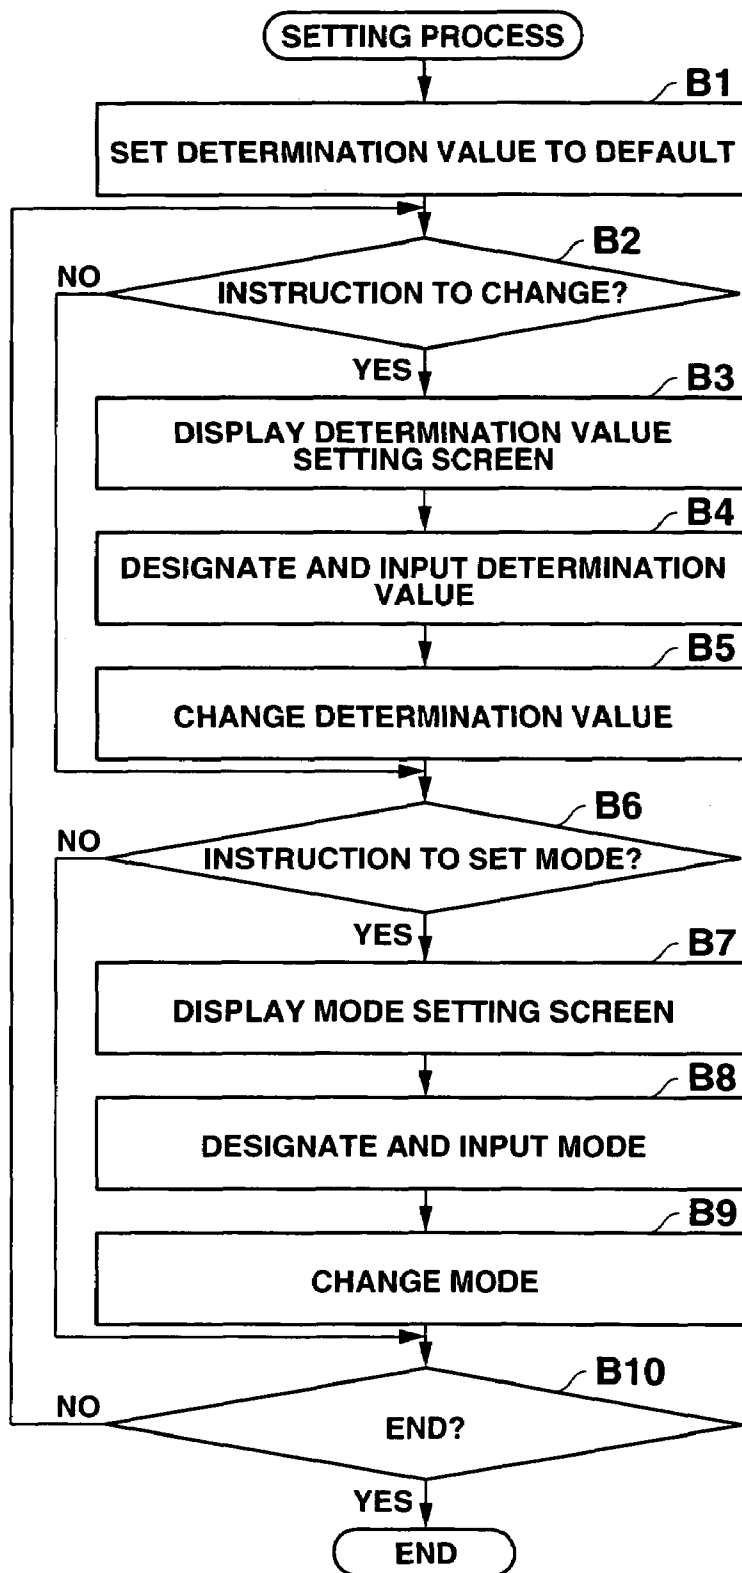 SETTING PROCESS
B1
SET DETERMINATION VALUE TO DEFAULT
B2
NO
INSTRUCTION TO CHANGE?
YES
B3
DISPLAY DETERMINATION VALUE
SETTING SCREEN
B4
DESIGNATE AND INPUT DETERMINATION
VALUE
B5
CHANGE DETERMINATION VALUE
B6
NO
INSTRUCTION TO SET MODE?
YES
B7
DISPLAY MODE SETTING SCREEN
B8
DESIGNATE AND INPUT MODE
B9
CHANGE MODE
B10
NO
END?
YES
END